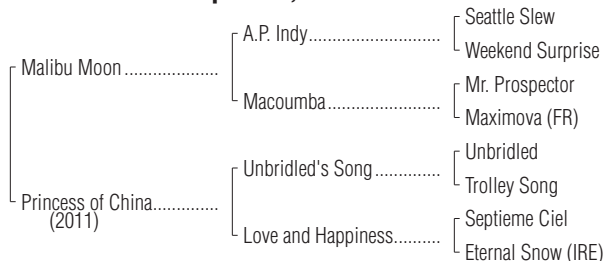 Seattle Slew
A.P. Indy..............................
Weekend Surprise
Malibu Moon.....................
Mr. Prospector
Macoumba.........................
Maximova (FR)
Unbridled
Unbridled's Song...............
Trolley Song
Princess of China..............
(2011)
Septieme Ciel
Love and Happiness..........
Eternal Snow (IRE)